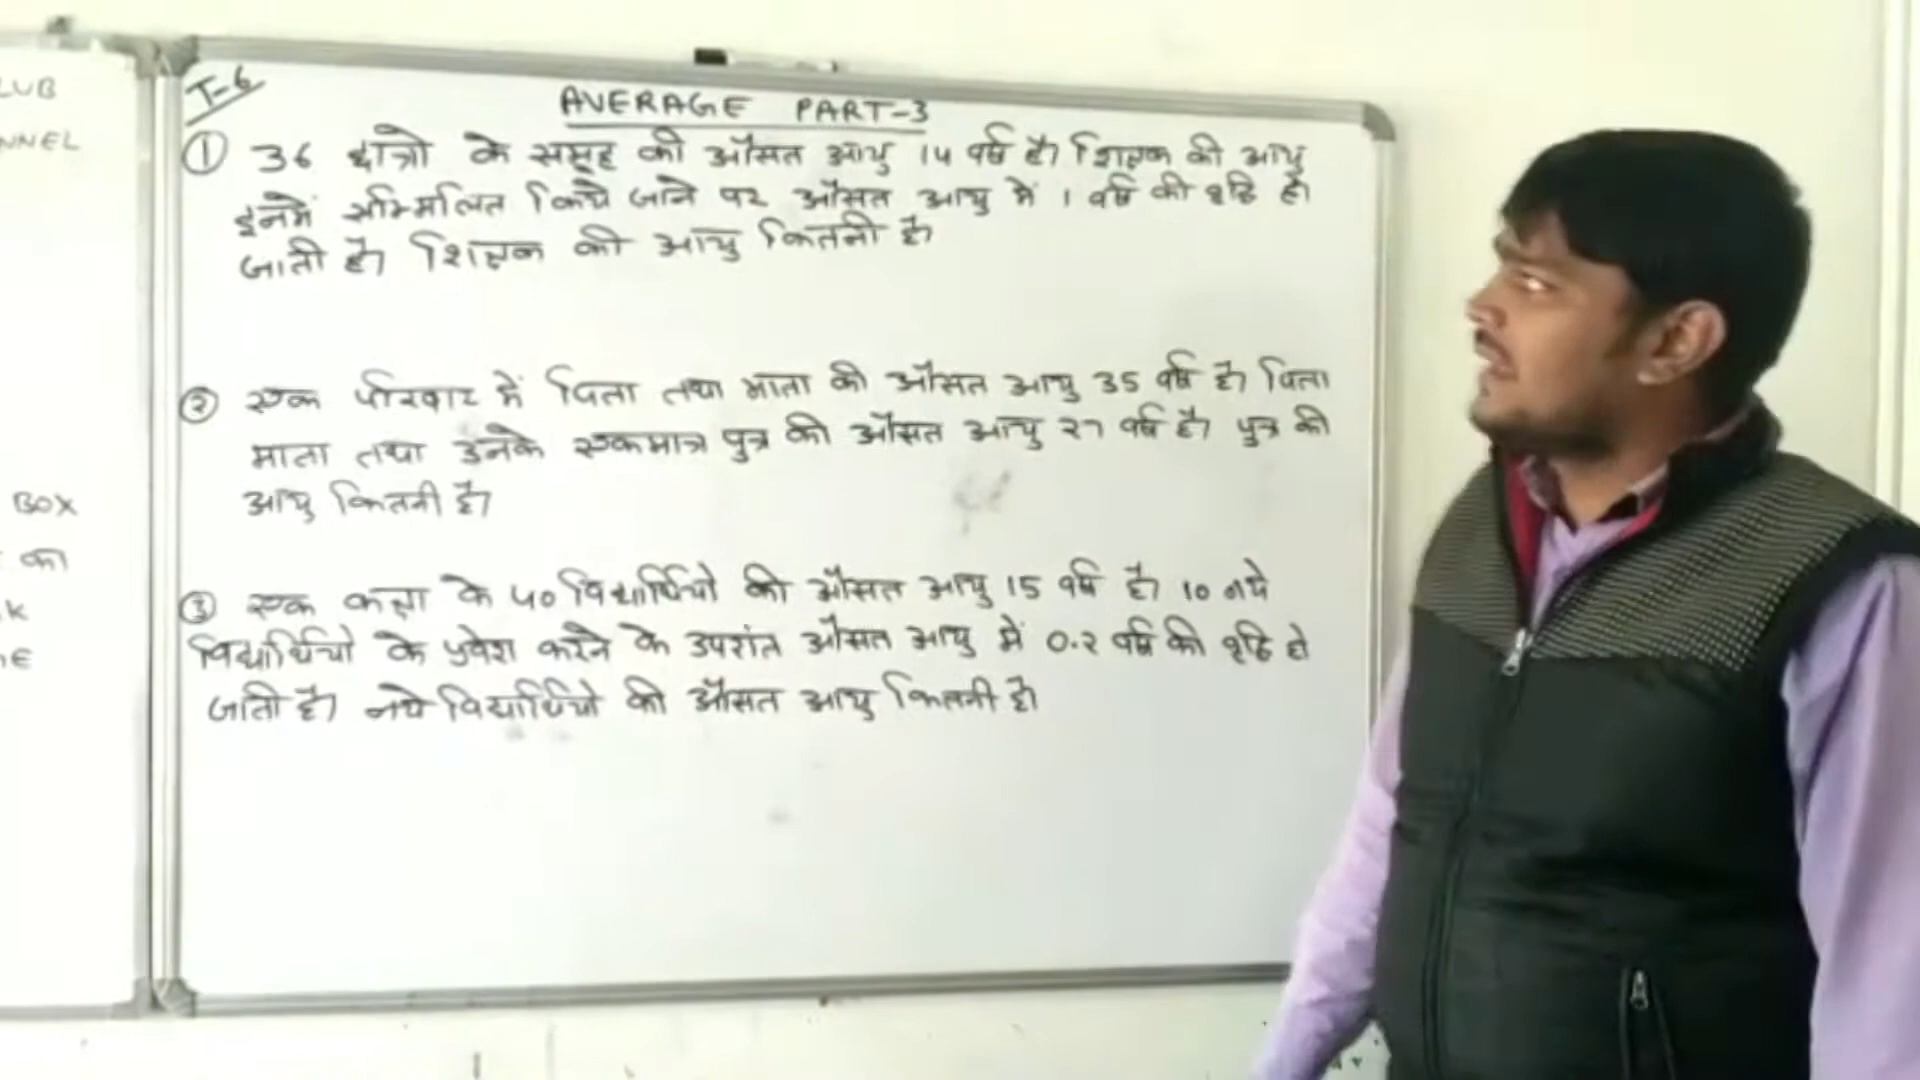 LUB
NNEL
BOX
का
K
E
T-6
AVERAGE PART-3
① 36 छात्रो के समूह की औसत आयु 14 वर्ष है। शिक्षक की आयु
इनमें सम्मिलित किये जाने पर औसत आयु में 1 वर्ष की वृद्धि हो
जाती है। शिक्षक की आयु कितनी है।
② एक परिवार में पिता तथा माता की औसत आयु 35 वर्ष है। पिता
माता तथा उनके एकमात्र पुत्र की औसत आयु 27 वर्ष है। पुत्र की
आयु कितनी है।
③ एक कक्षा के 40 विद्यार्थियो की औसत आयु 15 वर्ष है। 10 नये
विद्यार्थियो के प्रवेश करने के उपरांत औसत आयु में 0.2 वर्ष की वृद्धि हो
जाती है। नये विद्यार्थियो की औसत आयु कितनी है।